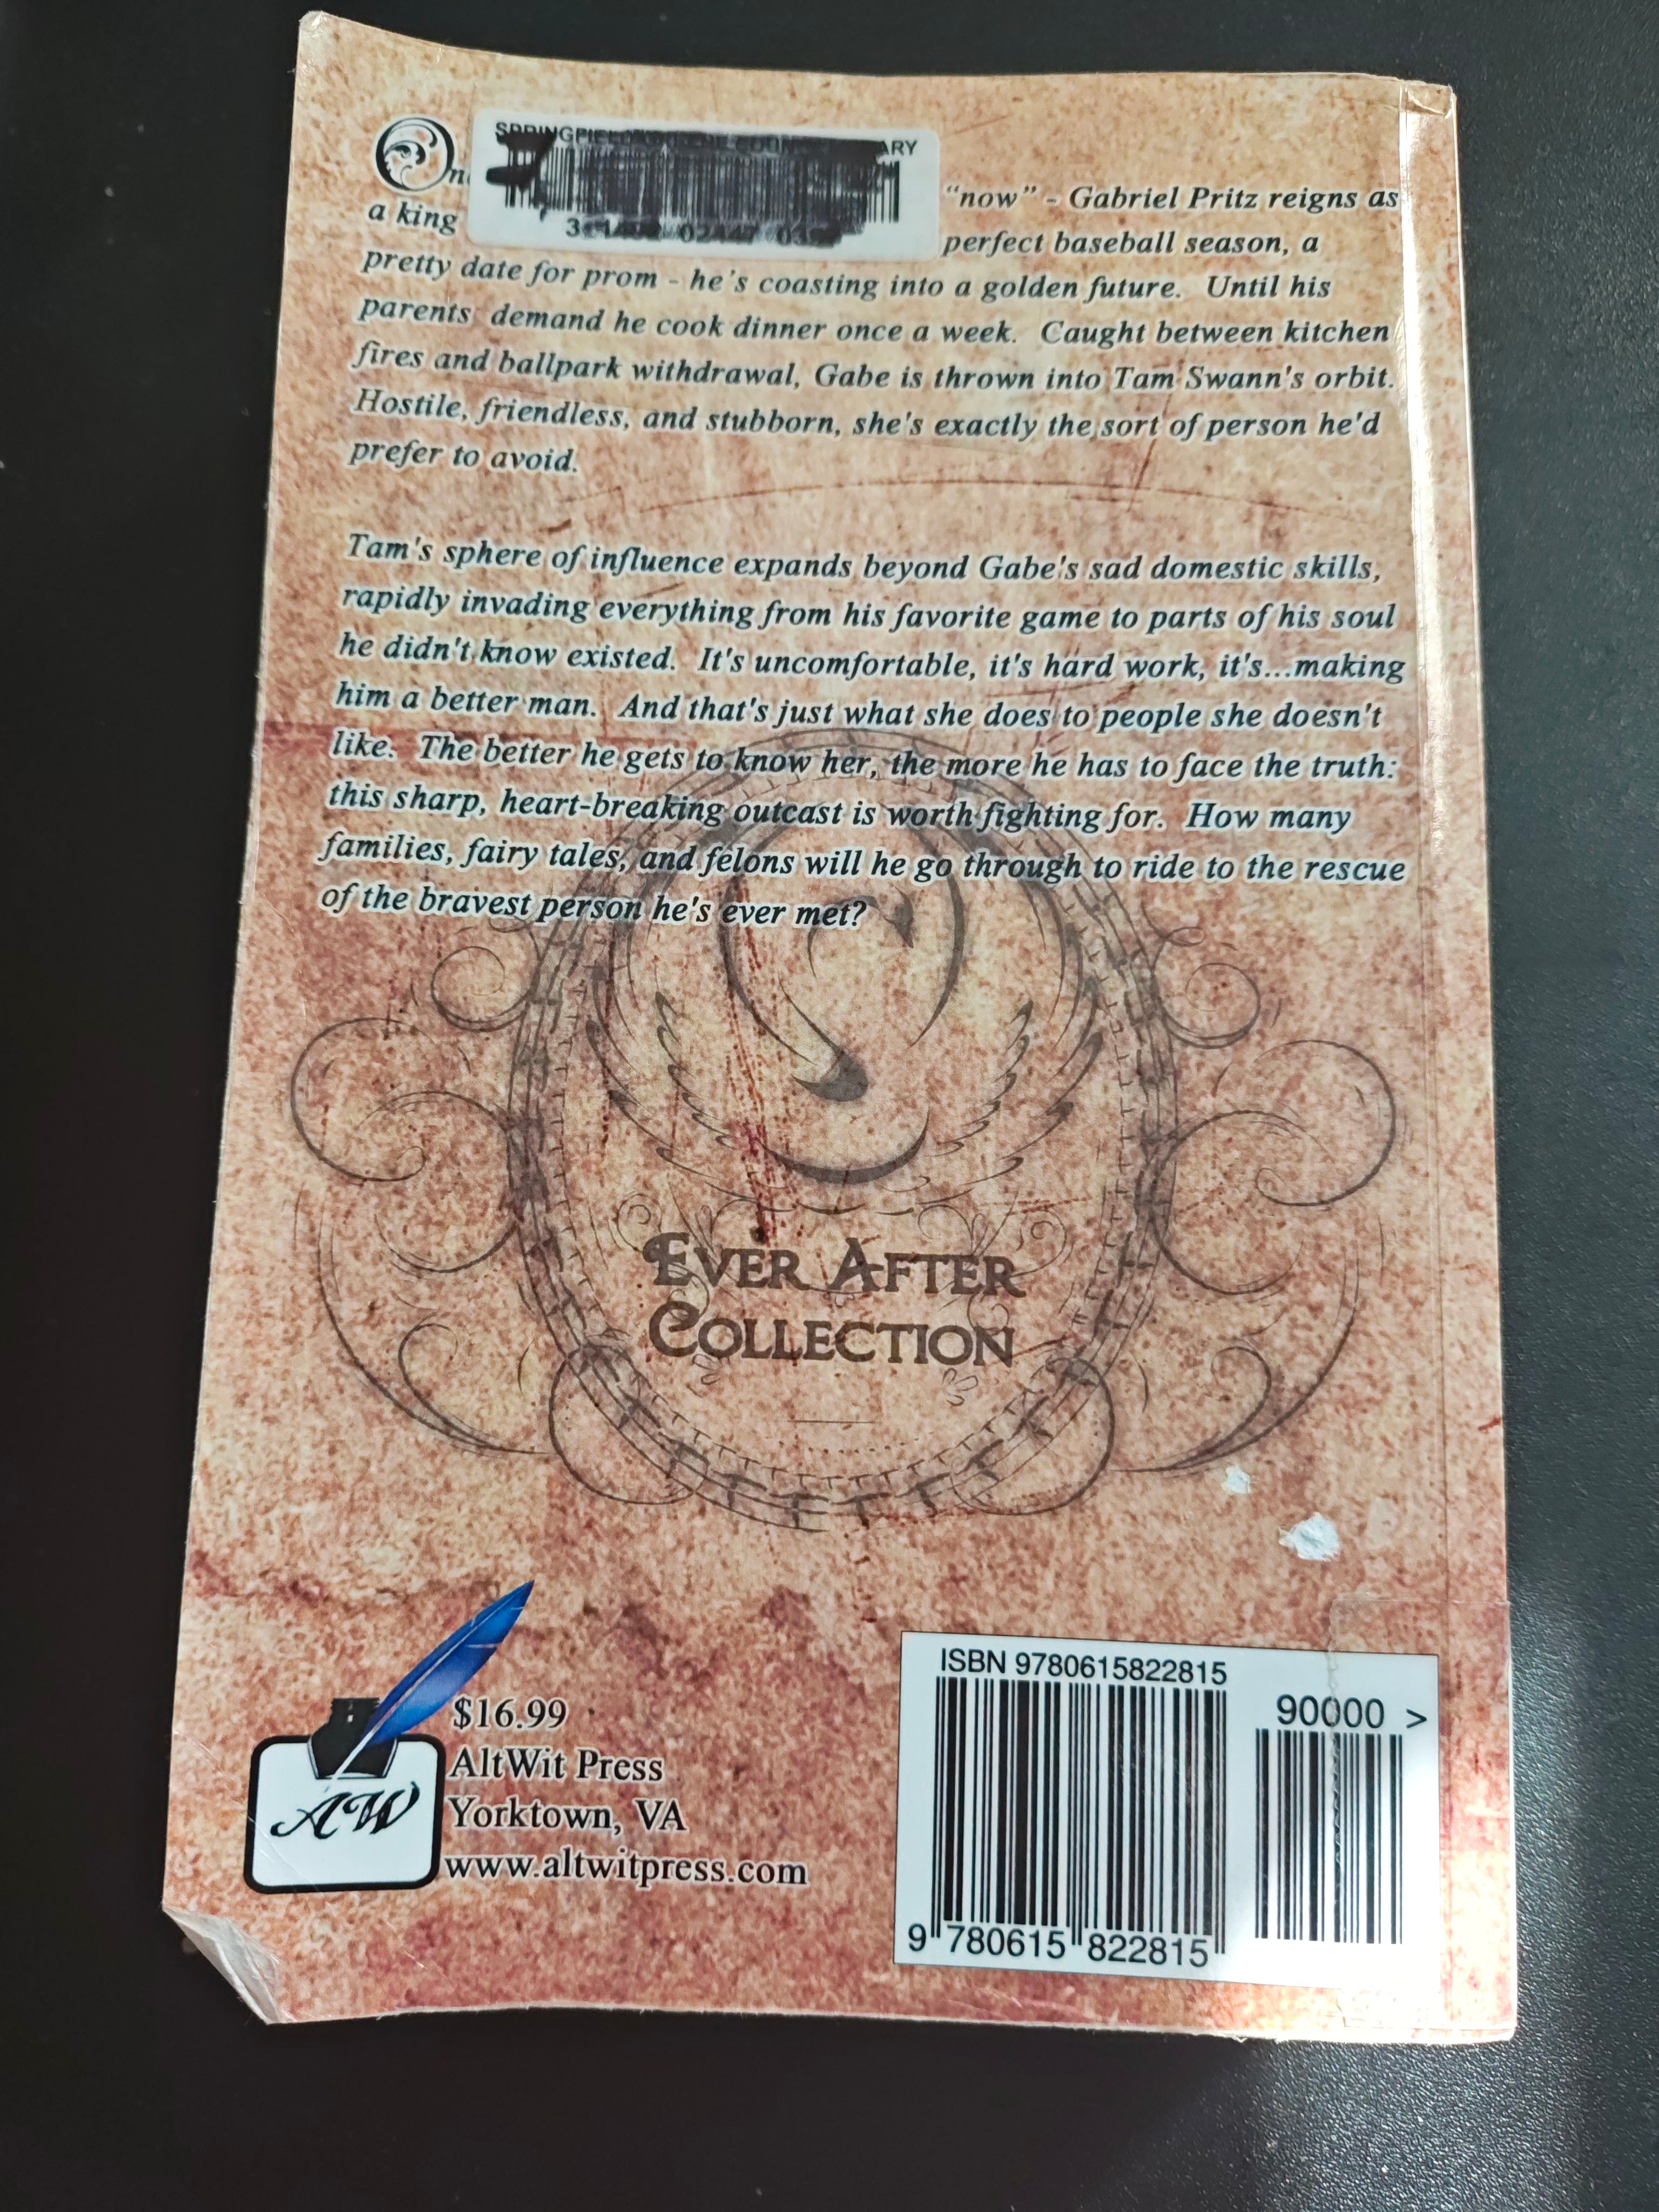 On
"now" - Gabriel Pritz reigns as
a king
perfect baseball season, a
pretty date for prom - he's coasting into a golden future. Until his
parents demand he cook dinner once a week. Caught between kitchen
fires and ballpark withdrawal, Gabe is thrown into Tam Swann's orbit.
Hostile, friendless, and stubborn, she's exactly the sort of person he'd
prefer to avoid.
Tam's sphere of influence expands beyond Gabe's sad domestic skills,
rapidly invading everything from his favorite game to parts of his soul
he didn't know existed. It's uncomfortable, it's hard work, it's...making
him a better man. And that's just what she does to people she doesn't
like. The better he gets to know her, the more he has to face the truth:
this sharp, heart-breaking outcast is worth fighting for. How many
families, fairy tales, and felons will he go through to ride to the rescue
of the bravest person he's ever met?
EVER AFTER
COLLECTION
AW
$16.99
AltWit Press
Yorktown, VA
www.altwitpress.com
ISBN 9780615822815
90000 >
9 780615 822815